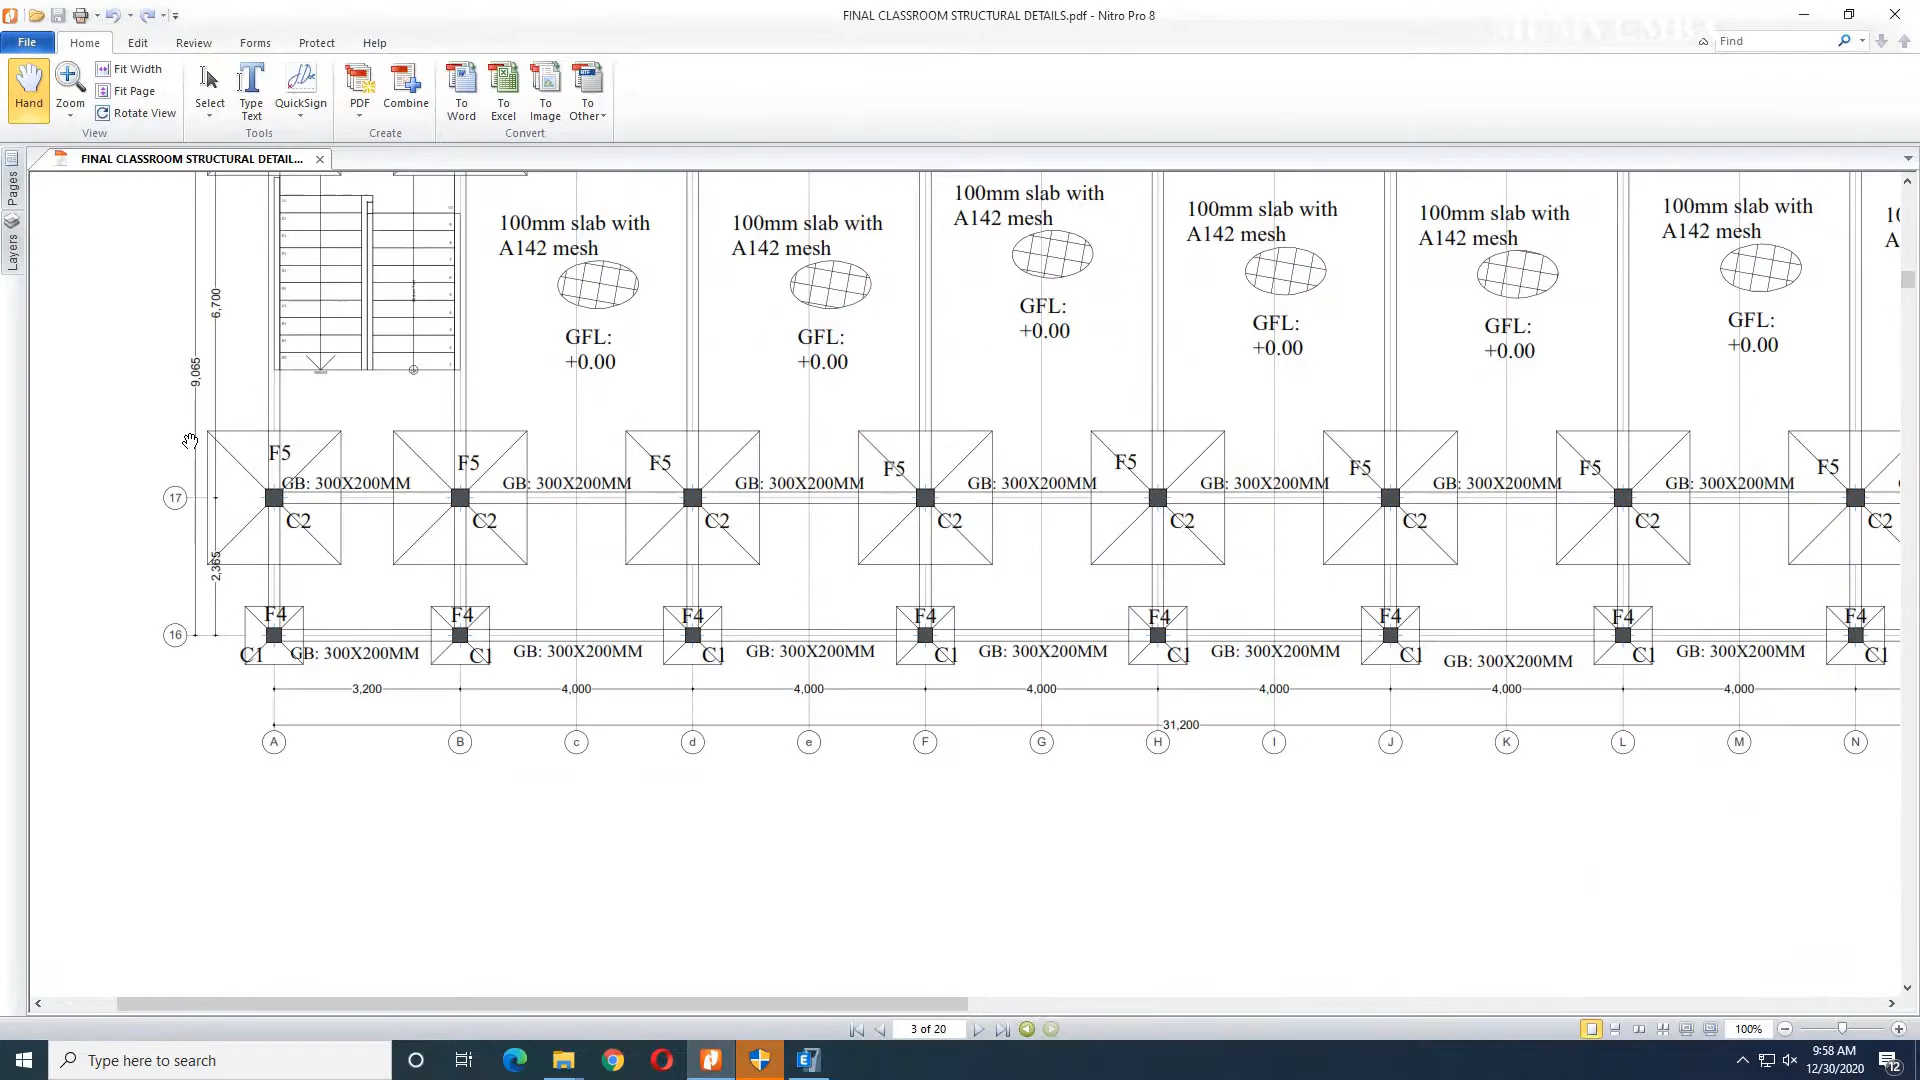 FINAL CLASSROOM STRUCTURAL DETAILS.pdf - Nitro Pro 8
File Home Edit Review Forms Protect Help
Find
Hand
Zoom
Fit Width
Fit Page
Rotate View
View
Select
Type Text
QuickSign
Tools
PDF
Combine
Create
To Word
To Excel
To Image
To Other
Convert
FINAL CLASSROOM STRUCTURAL DETAIL...
Pages
Layers
100mm slab with
A142 mesh
GFL:
+0.00
100mm slab with
A142 mesh
GFL:
+0.00
100mm slab with
A142 mesh
GFL:
+0.00
100mm slab with
A142 mesh
GFL:
+0.00
100mm slab with
A142 mesh
GFL:
+0.00
100mm slab with
A142 mesh
GFL:
+0.00
6,700
9,065
2,365
F5 F5 F5 F5 F5 F5 F5 F5
GB: 300X200MM GB: 300X200MM GB: 300X200MM GB: 300X200MM GB: 300X200MM GB: 300X200MM GB: 300X200MM
17
C2 C2 C2 C2 C2 C2 C2 C2
F4 F4 F4 F4 F4 F4 F4 F4
16
C1 GB: 300X200MM C1 GB: 300X200MM C1 GB: 300X200MM C1 GB: 300X200MM C1 GB: 300X200MM C1 GB: 300X200MM C1 GB: 300X200MM C1
3,200 4,000 4,000 4,000 4,000 4,000 4,000
31,200
A B c d e F G H I J K L M N
3 of 20
100%
Type here to search
9:58 AM
12/30/2020
12